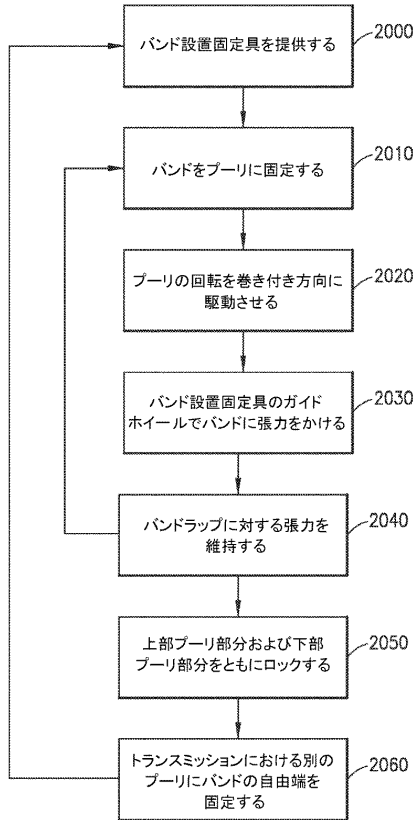 バンド設置固定具を提供する
2000
バンドをプーリに固定する
2010
プーリの回転を巻き付き方向に
駆動させる
2020
バンド設置固定具のガイド
ホイールでバンドに張力をかける
2030
バンドラップに対する張力を
維持する
2040
上部プーリ部分および下部
プーリ部分をともにロックする
2050
トランスミッションにおける別の
プーリにバンドの自由端を
固定する
2060